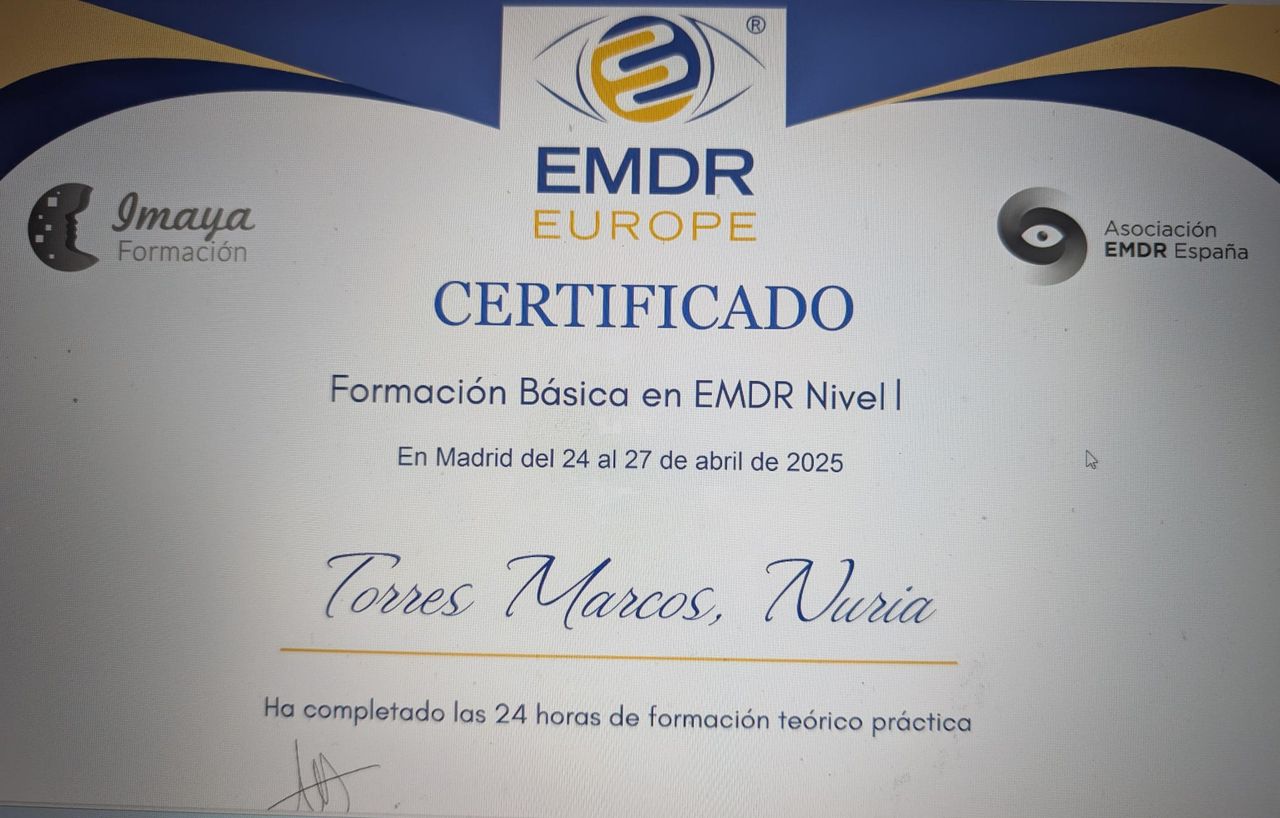 ®
EMDR
EUROPE
Imaya
Formación
Asociación
EMDR España
CERTIFICADO
Formación Básica en EMDR Nivel I
En Madrid del 24 al 27 de abril de 2025
Torres Marcos, Nuria
Ha completado las 24 horas de formación teórico práctica